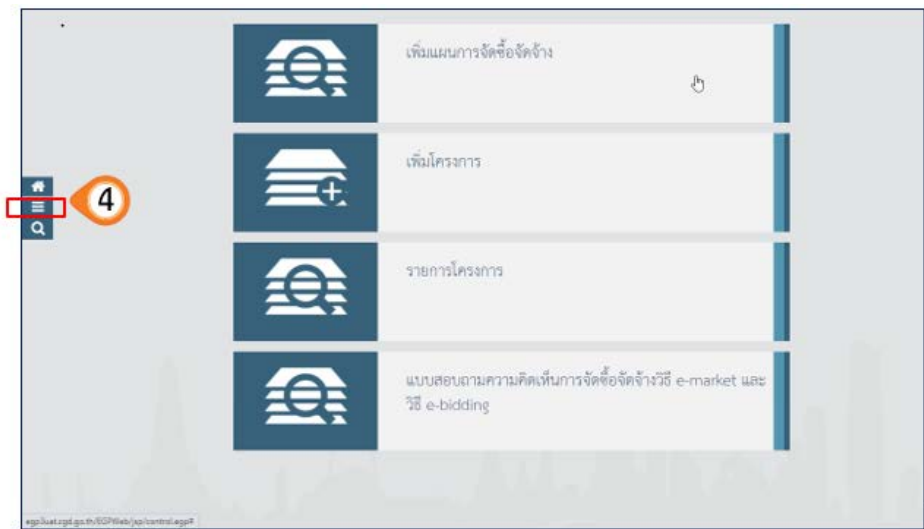 เพิ่มแผนการจัดซื้อจัดจ้าง
เพิ่มโครงการ
4
รายการโครงการ
แบบสอบถามความคิดเห็นการจัดซื้อจัดจ้างวิธี e-market และ
วิธี e-bidding